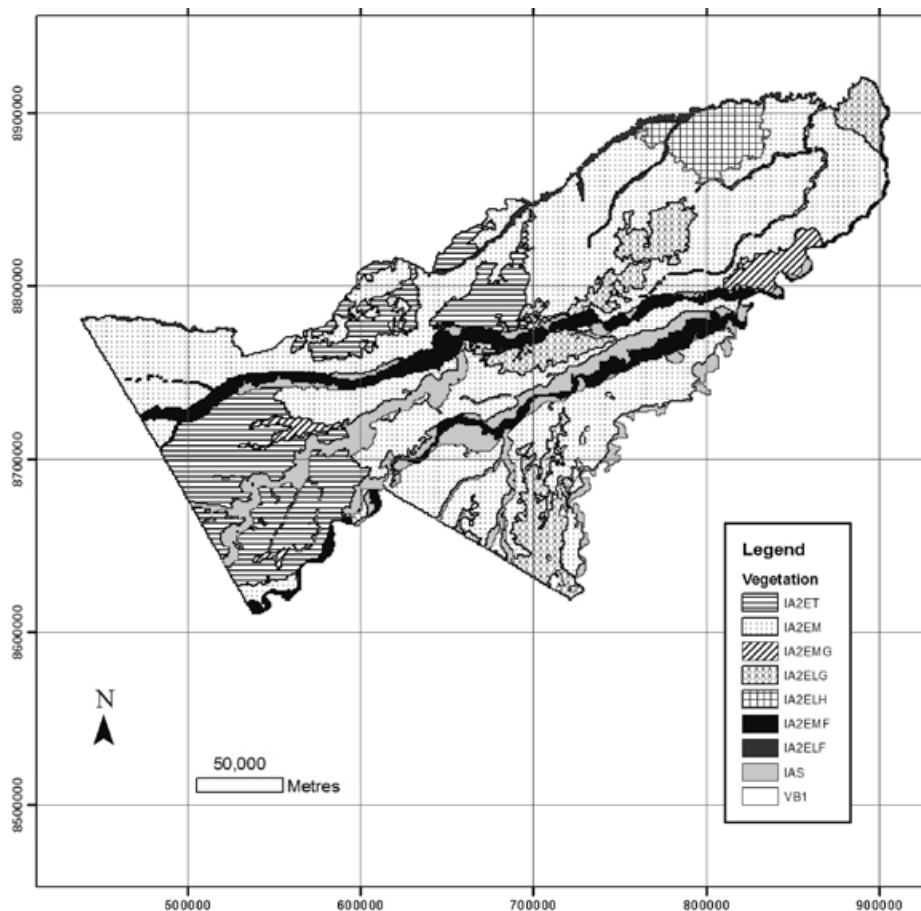 8900000
8800000
8700000
8600000
8500000
N
50,000
Metres
Legend
Vegetation
IA2ET
IA2EM
IA2EMG
IA2ELG
IA2ELH
IA2EMF
IA2ELF
IAS
VB1
500000
600000
700000
800000
900000